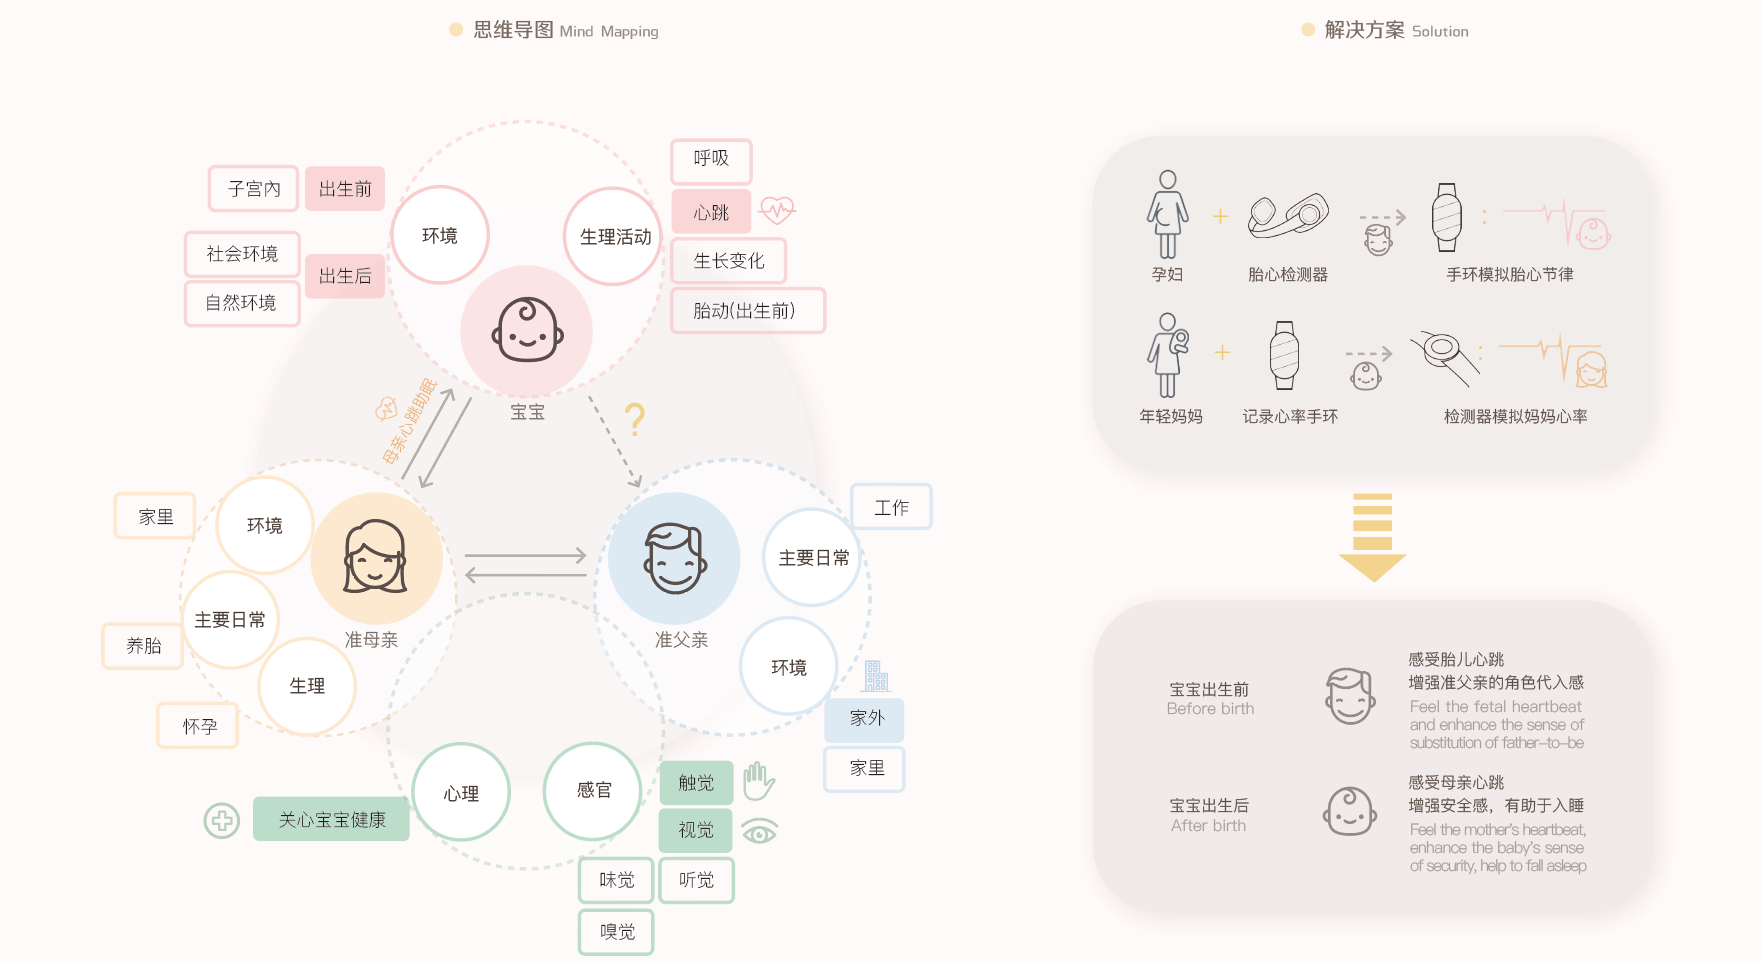 思维导图 Mind Mapping
子宫内
出生前
社会环境
出生后
自然环境
环境
生理活动
呼吸
心跳
生长变化
胎动(出生前)
宝宝
母亲心跳助眠
?
家里
环境
主要日常
养胎
生理
怀孕
准母亲
准父亲
工作
主要日常
环境
家外
家里
心理
感官
关心宝宝健康
触觉
视觉
味觉
听觉
嗅觉
解决方案 Solution
+
:
孕妇
胎心检测器
手环模拟胎心节律
+
:
年轻妈妈
记录心率手环
检测器模拟妈妈心率
宝宝出生前
Before birth
感受胎儿心跳
增强准父亲的角色代入感
Feel the fetal heartbeat
and enhance the sense of
substitution of father-to-be
宝宝出生后
After birth
感受母亲心跳
增强安全感，有助于入睡
Feel the mother's heartbeat,
enhance the baby's sense
of security, help to fall asleep